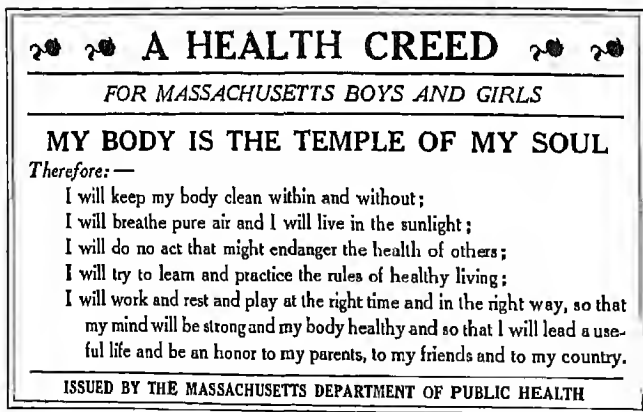 A HEALTH CREED
FOR MASSACHUSETTS BOYS AND GIRLS
MY BODY IS THE TEMPLE OF MY SOUL
Therefore: —
I will keep my body clean within and without;
I will breathe pure air and I will live in the sunlight;
I will do no act that might endanger the health of others;
I will try to learn and practice the rules of healthy living;
I will work and rest and play at the right time and in the right way, so that
my mind will be strong and my body healthy and so that I will lead a use-
ful life and be an honor to my parents, to my friends and to my country.
ISSUED BY THE MASSACHUSETTS DEPARTMENT OF PUBLIC HEALTH